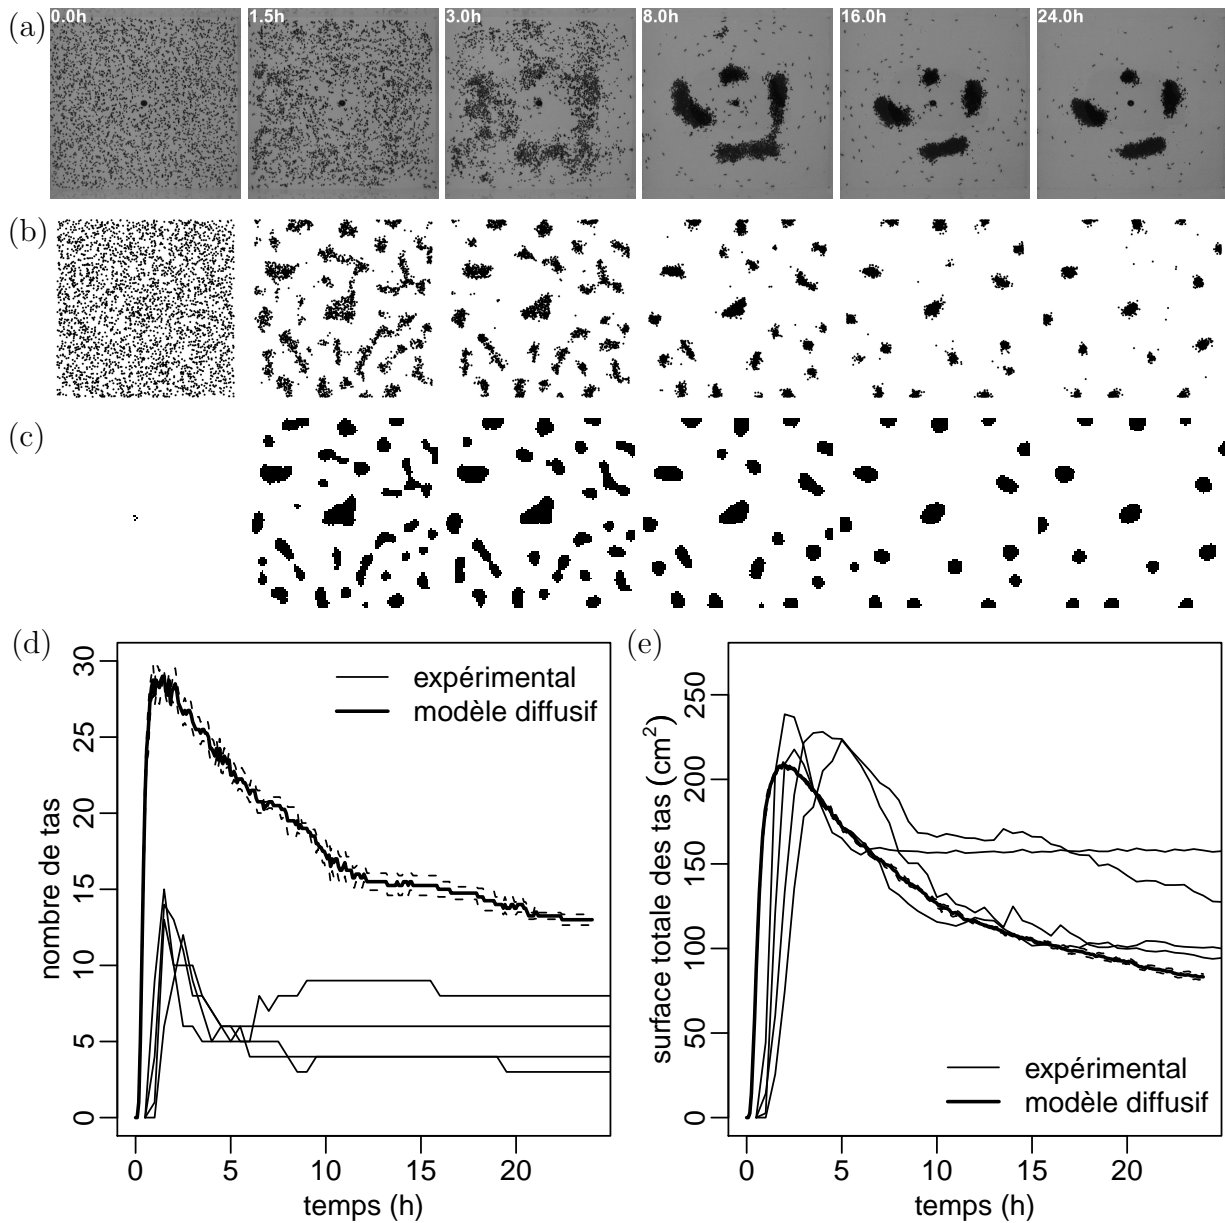 (a)
0.0h 1.5h 3.0h 8.0h 16.0h 24.0h
(b)
(c)
(d)
nombre de tas
0 5 10 15 20 25 30
expérimental
modèle diffusif
0 5 10 15 20
temps (h)
(e)
surface totale des tas (cm²)
0 50 100 150 200 250
expérimental
modèle diffusif
0 5 10 15 20
temps (h)